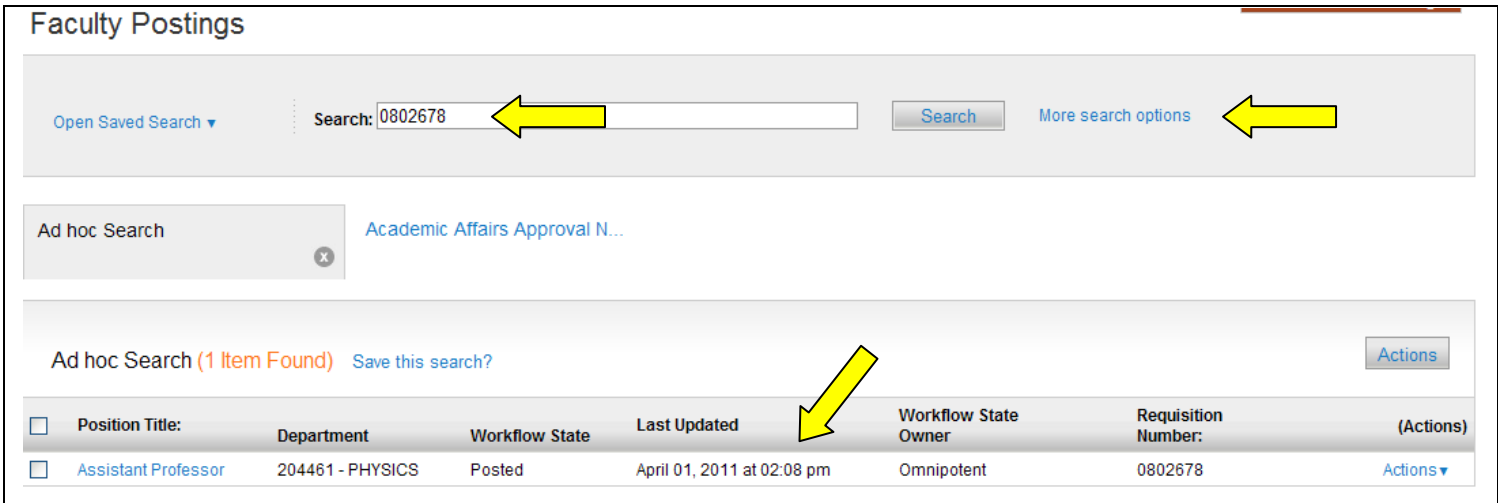 Faculty Postings
Open Saved Search ▼ Search: 0802678 Search More search options
Ad hoc Search Academic Affairs Approval N...
x
Ad hoc Search (1 Item Found) Save this search? Actions
Position Title: Department Workflow State Last Updated Workflow State Owner Requisition Number: (Actions)
Assistant Professor 204461 - PHYSICS Posted April 01, 2011 at 02:08 pm Omnipotent 0802678 Actions ▼